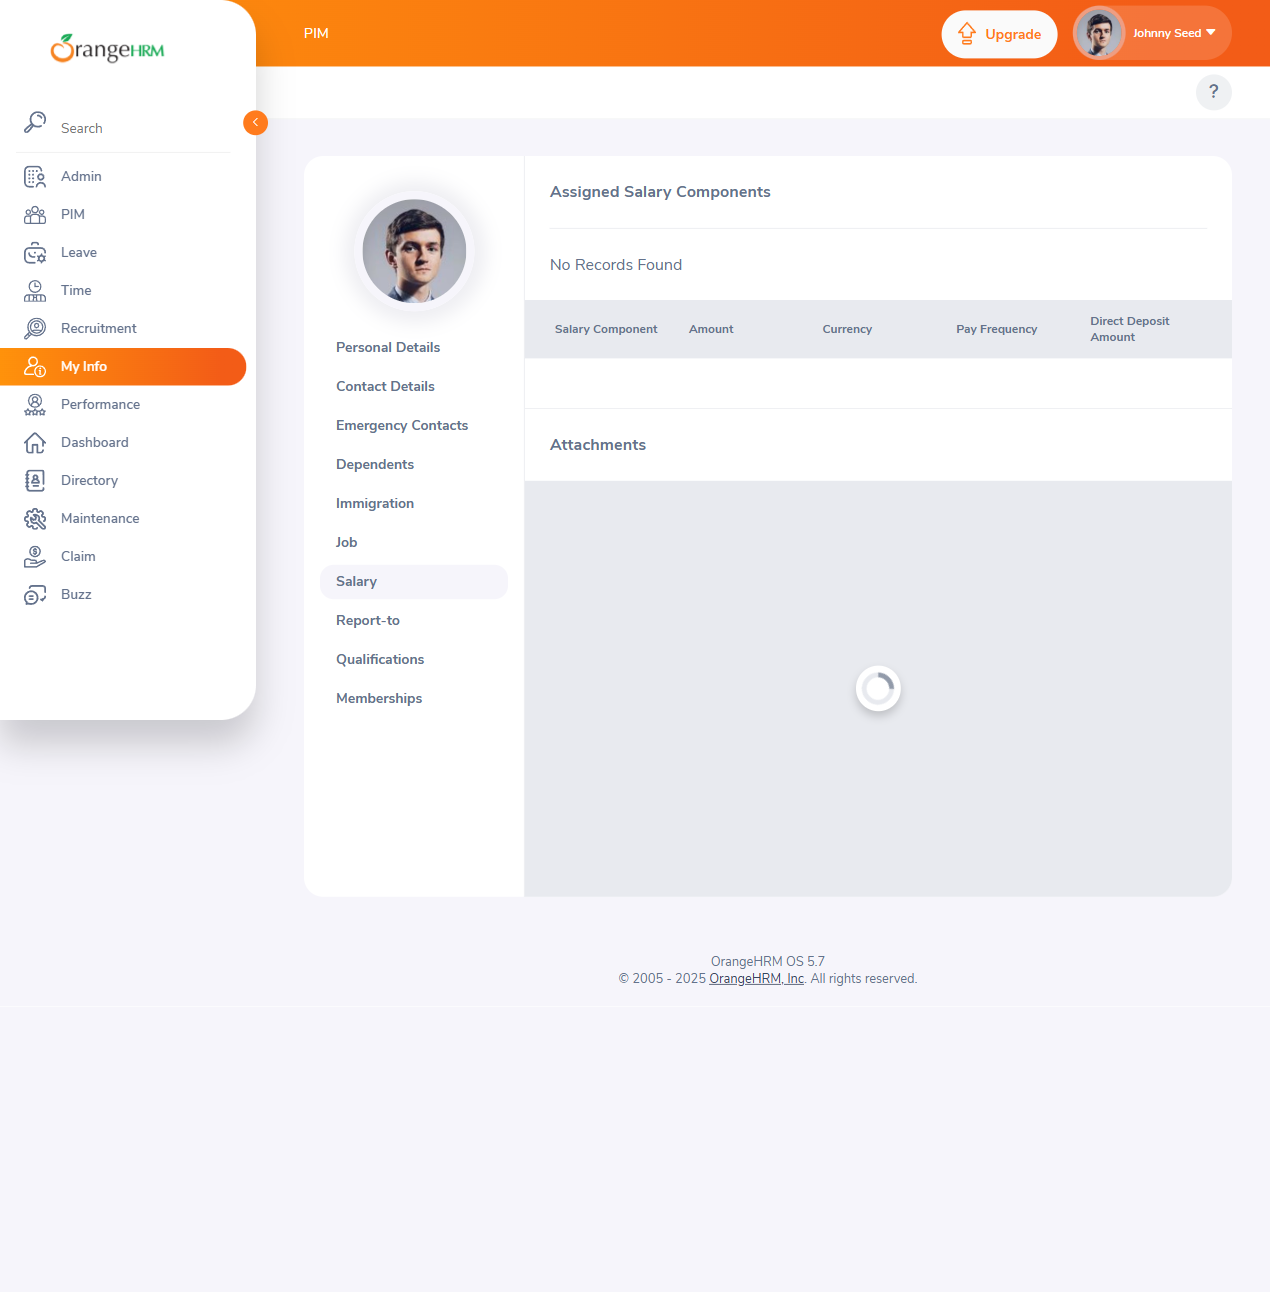 OrangeHRM
Search
Admin
PIM
Leave
Time
Recruitment
My Info
Performance
Dashboard
Directory
Maintenance
Claim
Buzz
PIM
Upgrade
Johnny Seed
?
Personal Details
Contact Details
Emergency Contacts
Dependents
Immigration
Job
Salary
Report-to
Qualifications
Memberships
Assigned Salary Components
No Records Found
Salary Component Amount Currency Pay Frequency Direct Deposit
Amount
Attachments
OrangeHRM OS 5.7
© 2005 - 2025 OrangeHRM, Inc. All rights reserved.